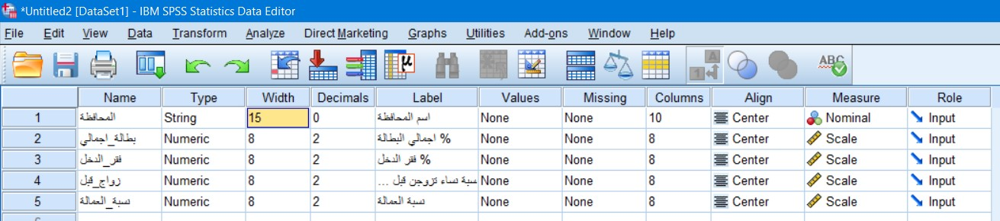 *Untitled2 [DataSet1] - IBM SPSS Statistics Data Editor
File Edit View Data Transform Analyze Direct Marketing Graphs Utilities Add-ons Window Help
A 1 ABC μ
Name Type Width Decimals Label Values Missing Columns Align Measure Role
1 المحافظة String 15 0 اسم المحافظة None None 10 Center Nominal Input
2 بطالة_اجمالي Numeric 8 2 % اجمالي البطالة None None 8 Center Scale Input
3 فقر_الدخل Numeric 8 2 % فقر الدخل None None 8 Center Scale Input
4 زواج_قبل Numeric 8 2 سبة نساء تزوجن قبل ... None None 8 Center Scale Input
5 نسبة_العمالة Numeric 8 2 نسبة العمالة None None 8 Center Scale Input